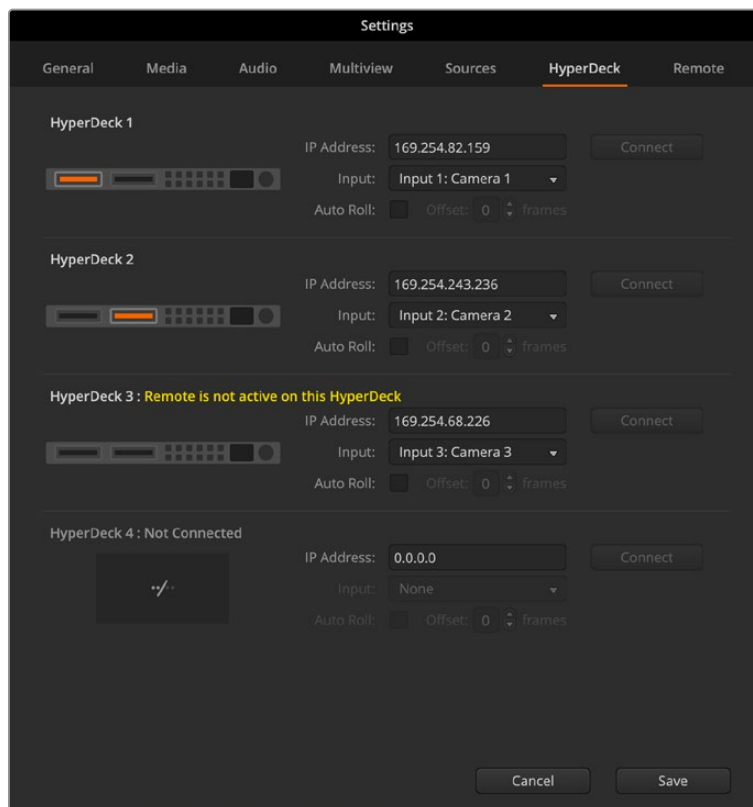 Settings
General Media Audio Multiview Sources HyperDeck Remote
HyperDeck 1
IP Address: 169.254.82.159 Connect
Input: Input 1: Camera 1
Auto Roll: Offset: 0 frames
HyperDeck 2
IP Address: 169.254.243.236 Connect
Input: Input 2: Camera 2
Auto Roll: Offset: 0 frames
HyperDeck 3 : Remote is not active on this HyperDeck
IP Address: 169.254.68.226 Connect
Input: Input 3: Camera 3
Auto Roll: Offset: 0 frames
HyperDeck 4 : Not Connected
IP Address: 0.0.0.0 Connect
Input: None
Auto Roll: Offset: 0 frames
Cancel Save